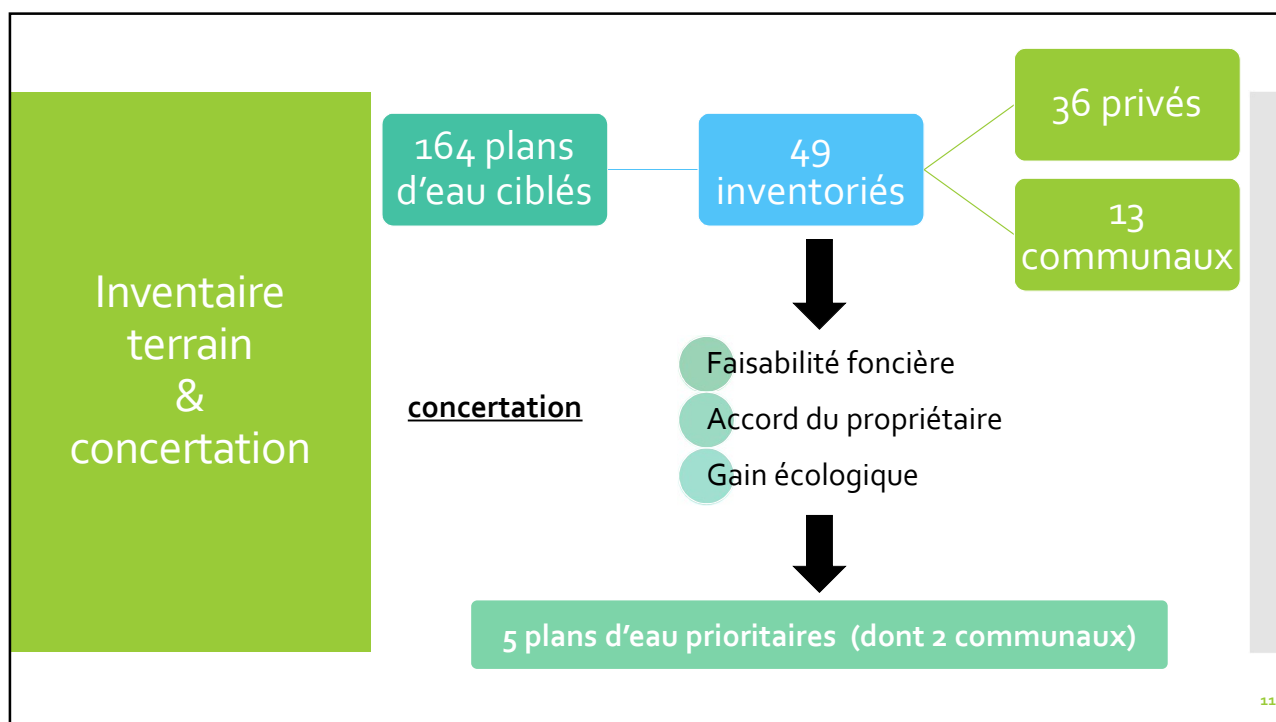 Inventaire
terrain
&
concertation
164 plans
d’eau ciblés
49
inventoriés
36 privés
13
communaux
concertation
Faisabilité foncière
Accord du propriétaire
Gain écologique
5 plans d’eau prioritaires (dont 2 communaux)
11